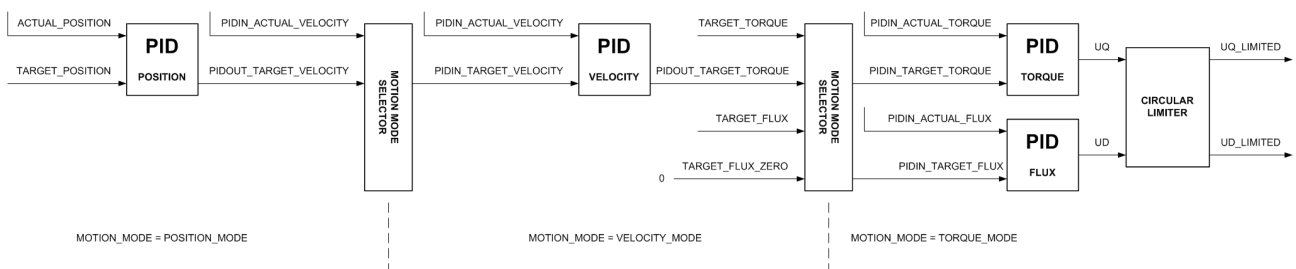 ACTUAL_POSITION
PIDIN_ACTUAL_VELOCITY
PIDIN_ACTUAL_VELOCITY
TARGET_TORQUE
PIDIN_ACTUAL_TORQUE
PID
POSITION
PID
VELOCITY
PID
TORQUE
UQ
UQ_LIMITED
TARGET_POSITION
PIDOUT_TARGET_VELOCITY
MOTION MODE
SELECTOR
PIDIN_TARGET_VELOCITY
PIDOUT_TARGET_TORQUE
MOTION MODE
SELECTOR
PIDIN_TARGET_TORQUE
CIRCULAR
LIMITER
TARGET_FLUX
PIDIN_ACTUAL_FLUX
PID
FLUX
UD
UD_LIMITED
0
TARGET_FLUX_ZERO
PIDIN_TARGET_FLUX
MOTION_MODE = POSITION_MODE
MOTION_MODE = VELOCITY_MODE
MOTION_MODE = TORQUE_MODE